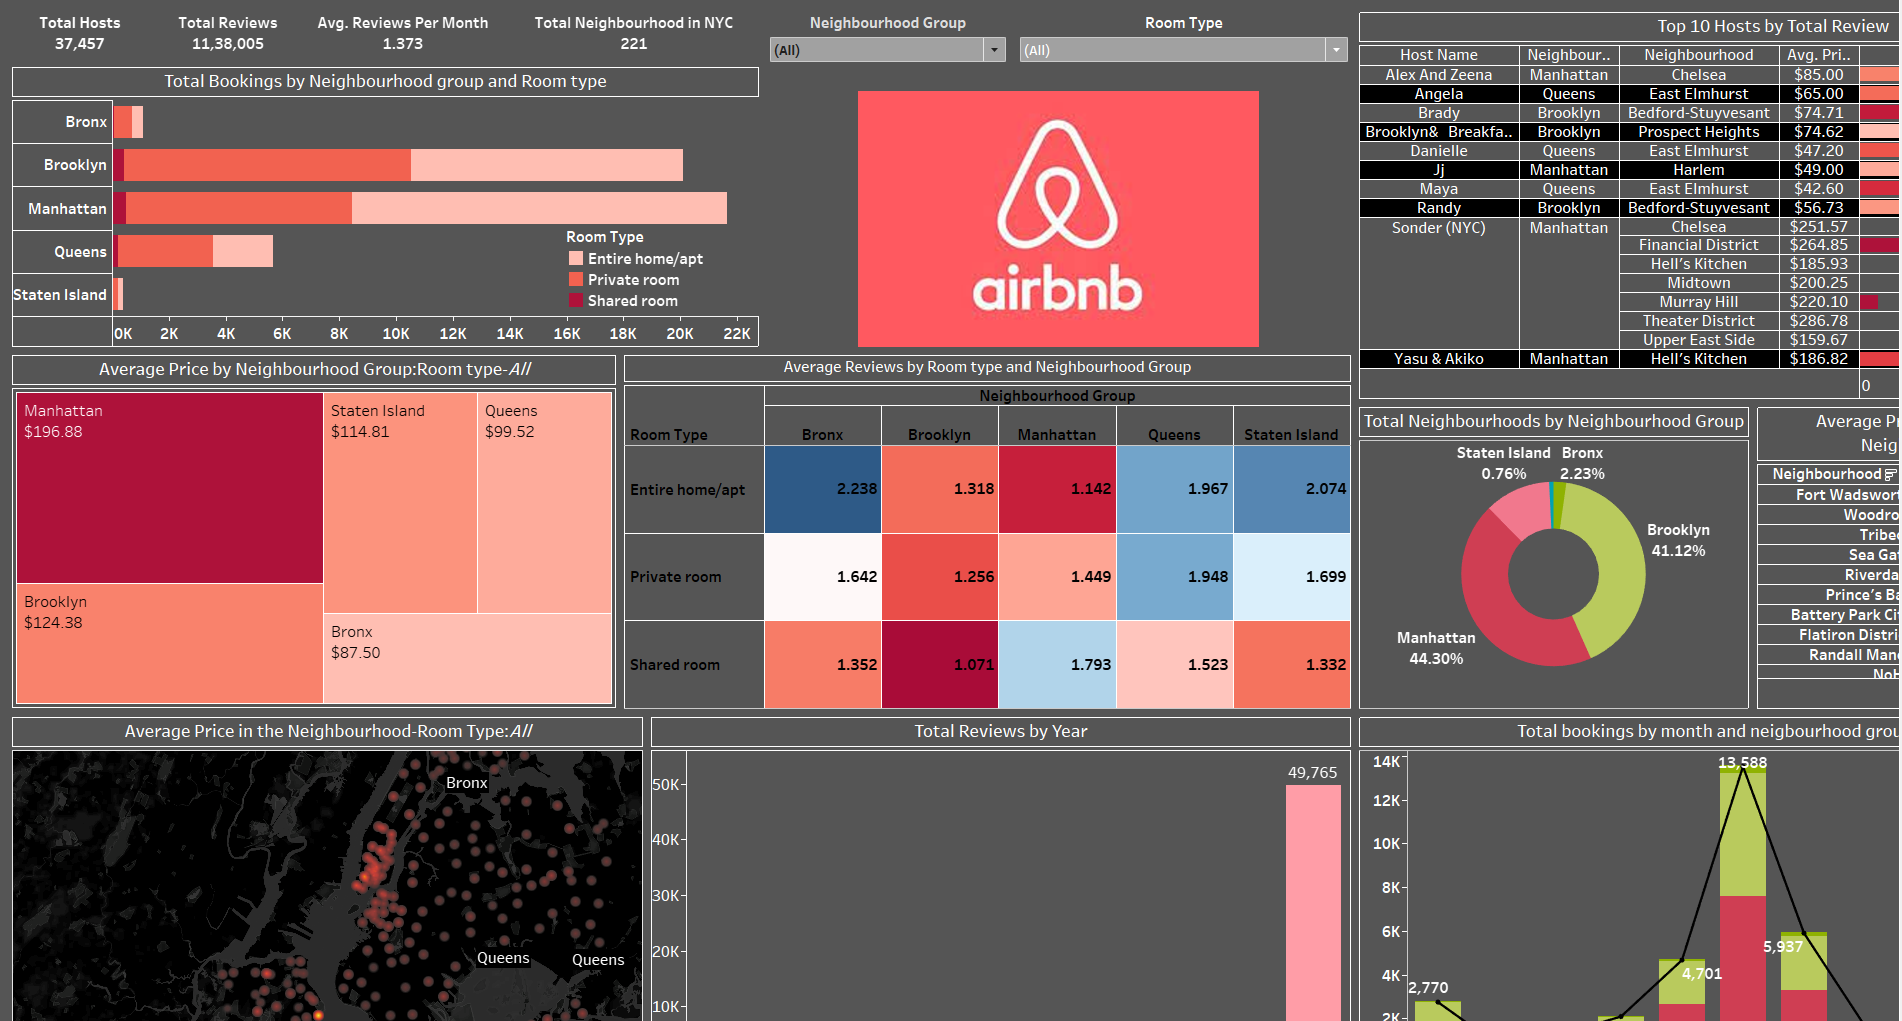 Total Hosts
37,457
Total Reviews
11,38,005
Avg. Reviews Per Month
1.373
Total Neighbourhood in NYC
221
Neighbourhood Group
(All)
Room Type
(All)
Total Bookings by Neighbourhood group and Room type
Bronx
Brooklyn
Manhattan
Queens
Staten Island
0K 2K 4K 6K 8K 10K 12K 14K 16K 18K 20K 22K
Room Type
Entire home/apt
Private room
Shared room
airbnb
Top 10 Hosts by Total Review
Host Name Neighbour.. Neighbourhood Avg. Pri..
Alex And Zeena Manhattan Chelsea $85.00
Angela Queens East Elmhurst $65.00
Brady Brooklyn Bedford-Stuyvesant $74.71
Brooklyn& Breakfa.. Brooklyn Prospect Heights $74.62
Danielle Queens East Elmhurst $47.20
Jj Manhattan Harlem $49.00
Maya Queens East Elmhurst $42.60
Randy Brooklyn Bedford-Stuyvesant $56.73
Sonder (NYC) Manhattan Chelsea $251.57
Financial District $264.85
Hell's Kitchen $185.93
Midtown $200.25
Murray Hill $220.10
Theater District $286.78
Upper East Side $159.67
Yasu & Akiko Manhattan Hell's Kitchen $186.82
0
Average Price by Neighbourhood Group:Room type-All
Manhattan
$196.88
Staten Island
$114.81
Queens
$99.52
Brooklyn
$124.38
Bronx
$87.50
Average Reviews by Room type and Neighbourhood Group
Neighbourhood Group
Room Type Bronx Brooklyn Manhattan Queens Staten Island
Entire home/apt 2.238 1.318 1.142 1.967 2.074
Private room 1.642 1.256 1.449 1.948 1.699
Shared room 1.352 1.071 1.793 1.523 1.332
Total Neighbourhoods by Neighbourhood Group
Staten Island
0.76%
Bronx
2.23%
Brooklyn
41.12%
Manhattan
44.30%
Average Pr
Neig
Neighbourhood
Fort Wadswort
Woodro
Tribec
Sea Gat
Riverda
Prince's Ba
Battery Park Cit
Flatiron Distri
Randall Man
NoH
Average Price in the Neighbourhood-Room Type:All
Bronx
Queens
Queens
Total Reviews by Year
50K
40K
30K
20K
10K
49,765
Total bookings by month and neigbourhood grou
14K
12K
10K
8K
6K
4K
2K
2,770
4,701
13,588
5,937